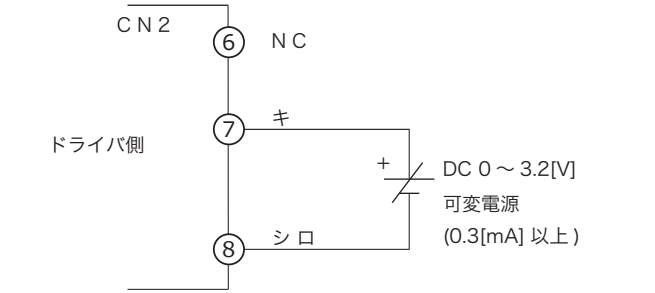 CN2
⑥ NC
⑦ キ
ドライバ側
+
DC 0 ～ 3.2[V]
可変電源
(0.3[mA] 以上 )
⑧ シロ